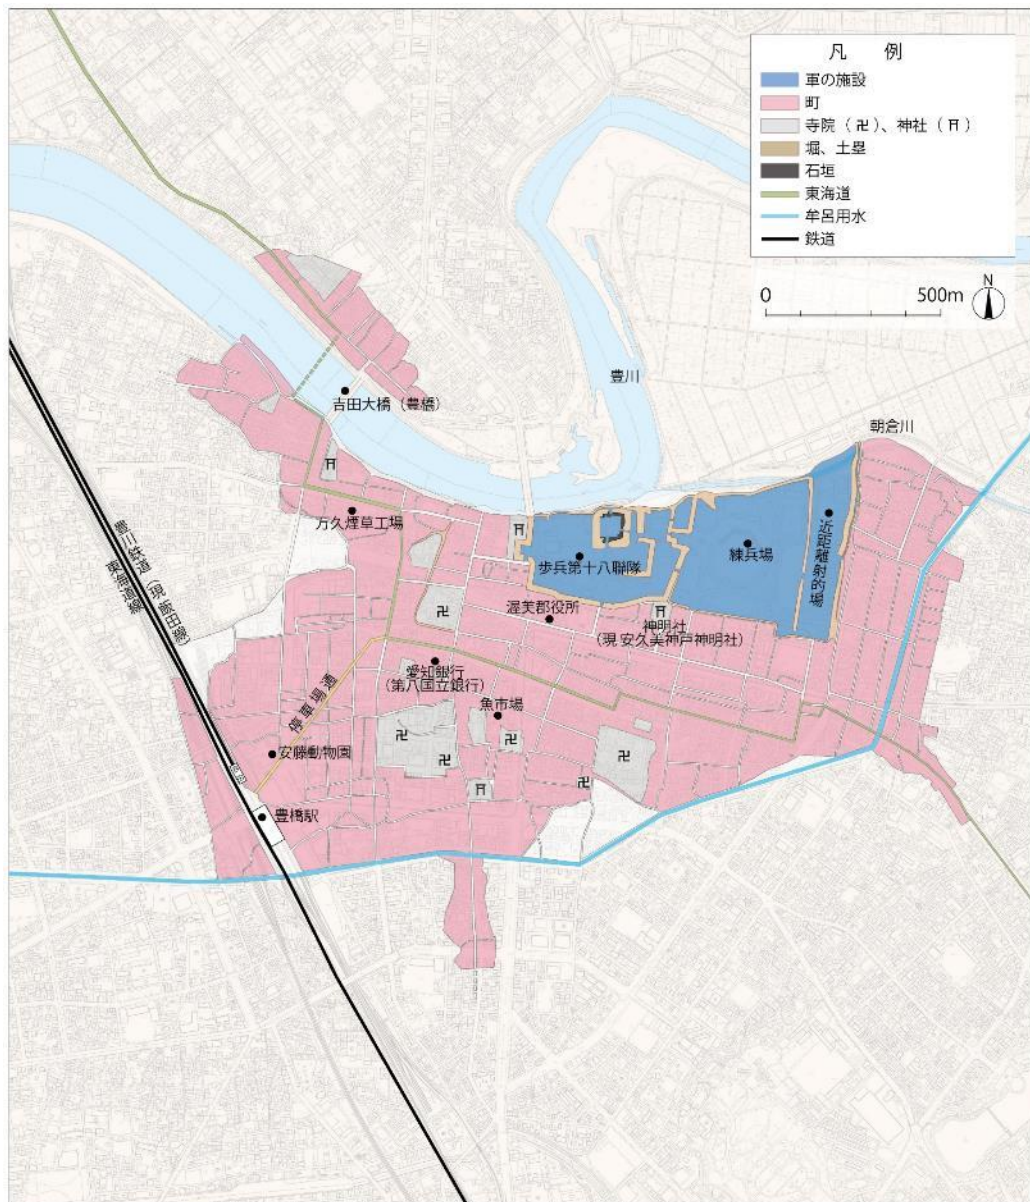 凡　例
軍の施設
町
寺院（卍）、神社（⛩）
堀、土塁
石垣
東海道
牟呂用水
鉄道
0 500m
N
豊川
吉田大橋（豊橋）
朝倉川
万久煙草工場
近距離射的場
練兵場
歩兵第十八聯隊
豊川鉄道（現 飯田線）
東海道線
渥美郡役所
神明社
（現 安久美神戸神明社）
愛知銀行
（第八国立銀行）
魚市場
停車場通
安藤動物園
豊橋駅